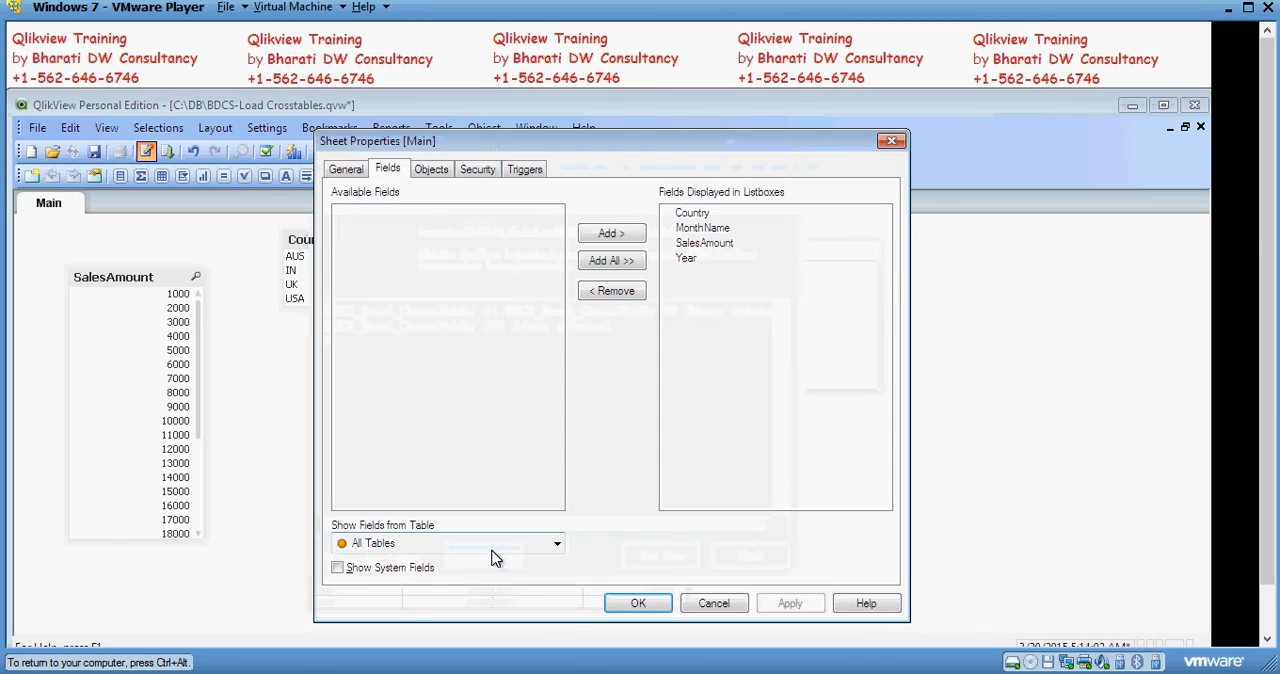 Windows 7 - VMware Player File Virtual Machine Help
Qlikview Training Qlikview Training Qlikview Training Qlikview Training Qlikview Training
by Bharati DW Consultancy by Bharati DW Consultancy by Bharati DW Consultancy by Bharati DW Consultancy by Bharati DW Consultancy
+1-562-646-6746 +1-562-646-6746 +1-562-646-6746 +1-562-646-6746 +1-562-646-6746
QlikView Personal Edition - [C:\DB\BDCS-Load Crosstables.qvw*]
File Edit View Selections Layout Settings Bookmarks Reports Tools Object Window Help
Sheet Properties [Main]
General Fields Objects Security Triggers
Main
Available Fields
Fields Displayed in Listboxes
Country
MonthName
SalesAmount
Year
Add >
Add All >>
< Remove
Show Fields from Table
All Tables
Show System Fields
OK Cancel Apply Help
Cou
AUS
IN
UK
USA
SalesAmount
1000
2000
3000
4000
5000
6000
7000
8000
9000
10000
11000
12000
13000
14000
15000
16000
17000
18000
To return to your computer, press Ctrl+Alt.
vmware